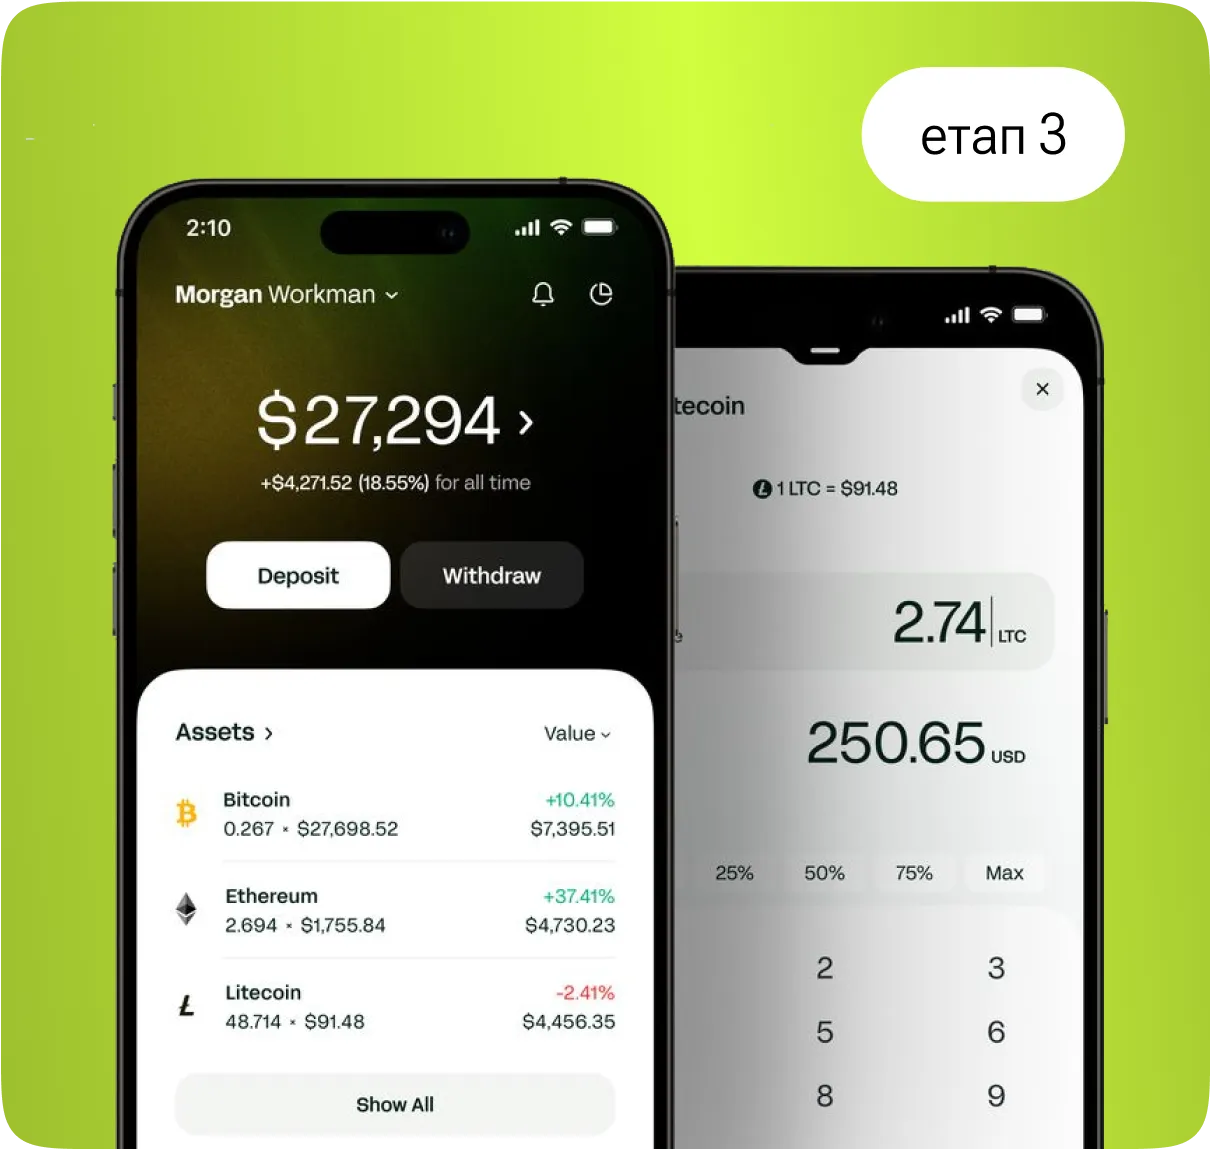 етап 3
2:10
Morgan Workman
$27,294
+$4,271.52 (18.55%) for all time
Deposit Withdraw
Assets Value
Bitcoin +10.41%
0.267 × $27,698.52 $7,395.51
Ethereum +37.41%
2.694 × $1,755.84 $4,730.23
Litecoin -2.41%
48.714 × $91.48 $4,456.35
Show All
tecoin
1 LTC = $91.48
2.74 LTC
e
250.65 USD
25% 50% 75% Max
2 3
5 6
8 9